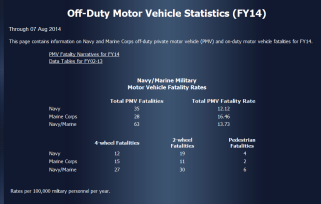 Off-Duty Motor Vehicle Statistics (FY14)
Through 07 Aug 2014
This page contains information on Navy and Marine Corps off-duty private motor vehicle (PMV) and on-duty motor vehicle fatalities for FY14.
PMV Fatality Narratives for FY14
Data Tables for FY02-13
Navy/Marine Military
Motor Vehicle Fatality Rates
Total PMV Fatalities Total PMV Fatality Rate
Navy 35 12.12
Marine Corps 28 16.46
Navy/Marine 63 13.73
4-wheel Fatalities 2-wheel Fatalities Pedestrian Fatalities
Navy 12 19 4
Marine Corps 15 11 2
Navy/Marine 27 30 6
Rates per 100,000 military personnel per year.